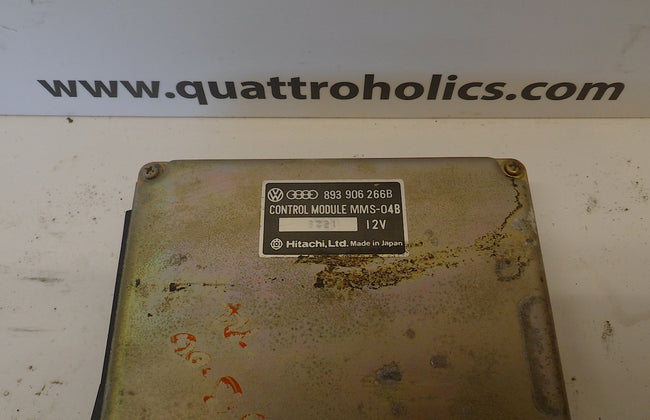 www.quattroholics.com
893 906 266B
CONTROL MODULE MMS-04B
12V
Hitachi, Ltd. Made in Japan